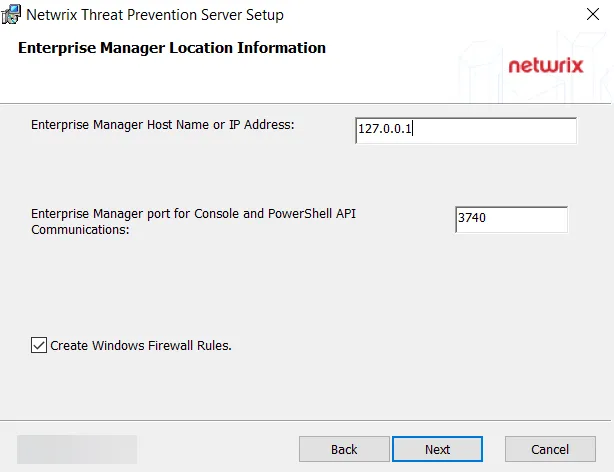 Netwrix Threat Prevention Server Setup
Enterprise Manager Location Information
netwrix
Enterprise Manager Host Name or IP Address:
127.0.0.1
Enterprise Manager port for Console and PowerShell API
Communications:
3740
Create Windows Firewall Rules.
Back
Next
Cancel